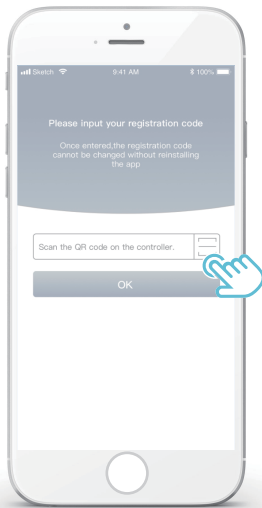 Sketch 9:41 AM 100%
Please input your registration code
Once entered,the registration code
cannot be changed without reinstalling
the app
Scan the QR code on the controller.
OK